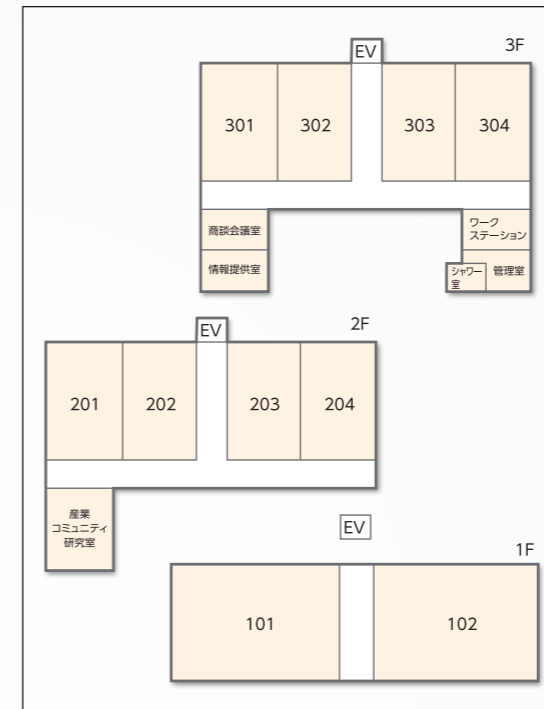 3F
EV
301
302
303
304
商談会議室
情報提供室
ワーク
ステーション
シャワー
室
管理室
2F
EV
201
202
203
204
産業
コミュニティ
研究室
EV
1F
101
102